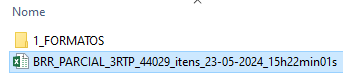 Nome
1_FORMATOS
BRR_PARCIAL_3RTP_44029_itens_23-05-2024_15h22min01s